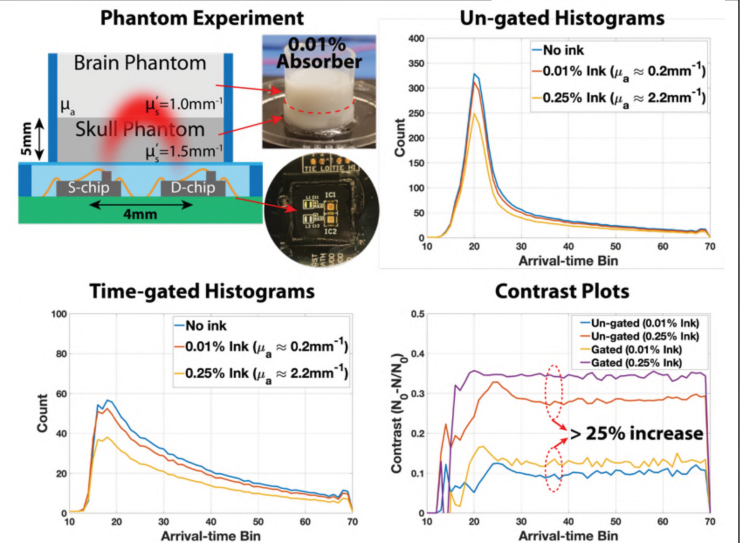 Phantom Experiment
Brain Phantom
μa
μs'=1.0mm-1
Skull Phantom
μs'=1.5mm-1
5mm
S-chip
D-chip
4mm
0.01%
Absorber
IC1
IC2
Un-gated Histograms
Count
400
350
300
250
200
150
100
50
0
10 20 30 40 50 60 70
Arrival-time Bin
No ink
0.01% Ink (μa ≈ 0.2mm-1)
0.25% Ink (μa ≈ 2.2mm-1)
Time-gated Histograms
Count
100
80
60
40
20
0
10 20 30 40 50 60 70
Arrival-time Bin
No ink
0.01% Ink (μa ≈ 0.2mm-1)
0.25% Ink (μa ≈ 2.2mm-1)
Contrast Plots
Contrast (N0-N/N0)
0.5
0.4
0.3
0.2
0.1
0
10 20 30 40 50 60 70
Arrival-time Bin
Un-gated (0.01% Ink)
Un-gated (0.25% Ink)
Gated (0.01% Ink)
Gated (0.25% Ink)
> 25% increase